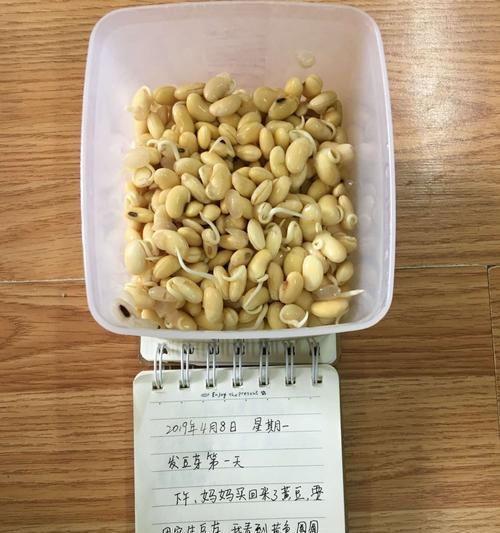 Enjoy the present
2019年4月8日 星期一
发豆芽第一天
下午，妈妈买回来了黄豆，要
用它生豆芽。我看到黄色圆圆